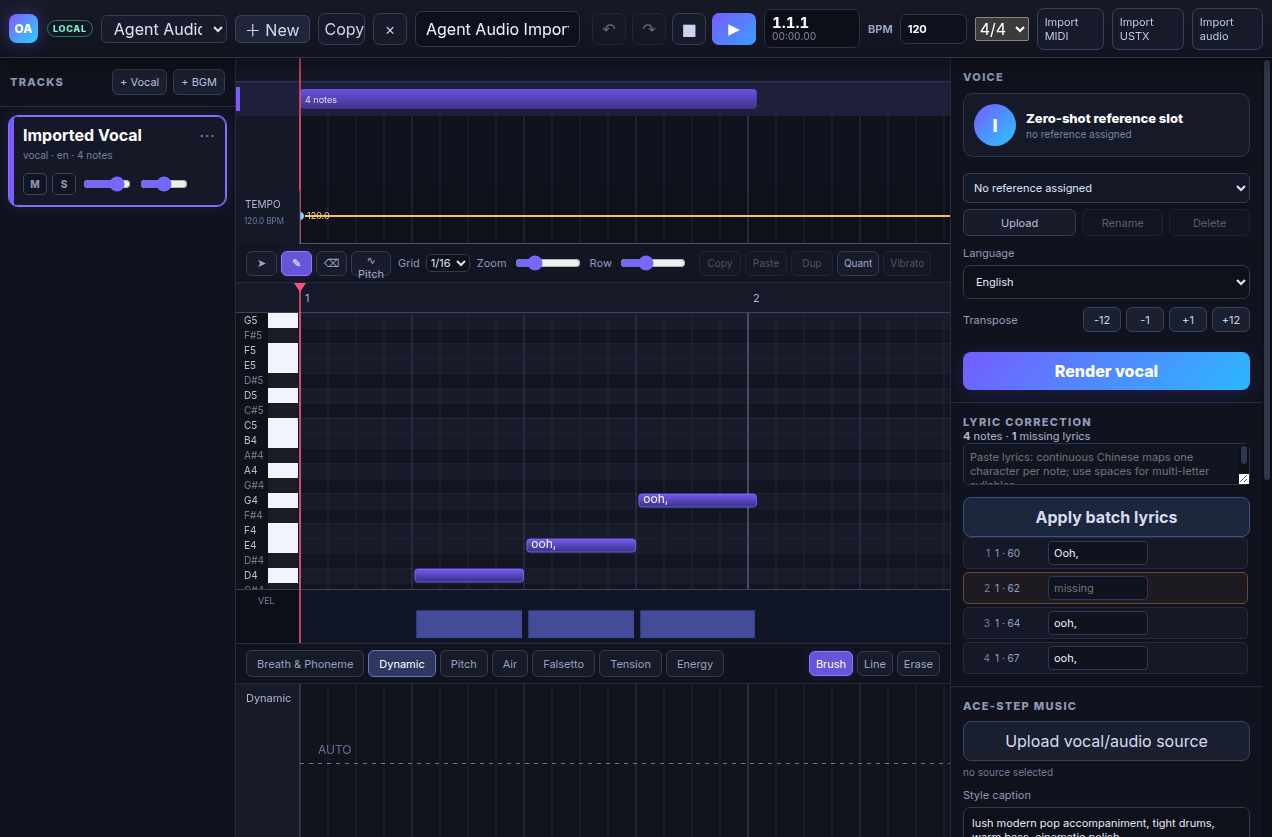 OA LOCAL Agent Audic + New Copy × Agent Audio Impor 1.1.1 BPM 120 4/4 Import MIDI Import USTX Import audio
00:00.00
TRACKS + Vocal + BGM
Imported Vocal ...
vocal · en · 4 notes
M S
4 notes
TEMPO
120.0 BPM
120.0
Pitch Grid 1/16 Zoom Row Copy Paste Dup Quant Vibrato
1 2
G5
F#5
F5
E5
D#5
D5
C#5
C5
B4
A#4
A4
G#4
G4 ooh,
F#4
F4
E4 ooh,
D#4
D4
VEL
Breath & Phoneme Dynamic Pitch Air Falsetto Tension Energy Brush Line Erase
Dynamic
AUTO
VOICE
I Zero-shot reference slot
no reference assigned
No reference assigned
Upload Rename Delete
Language
English
Transpose -12 -1 +1 +12
Render vocal
LYRIC CORRECTION
4 notes · 1 missing lyrics
Paste lyrics: continuous Chinese maps one
character per note; use spaces for multi-letter
Apply batch lyrics
1 1 · 60 Ooh,
2 1 · 62 missing
3 1 · 64 ooh,
4 1 · 67 ooh,
ACE-STEP MUSIC
Upload vocal/audio source
no source selected
Style caption
lush modern pop accompaniment, tight drums,
warm bass, cinematic polish